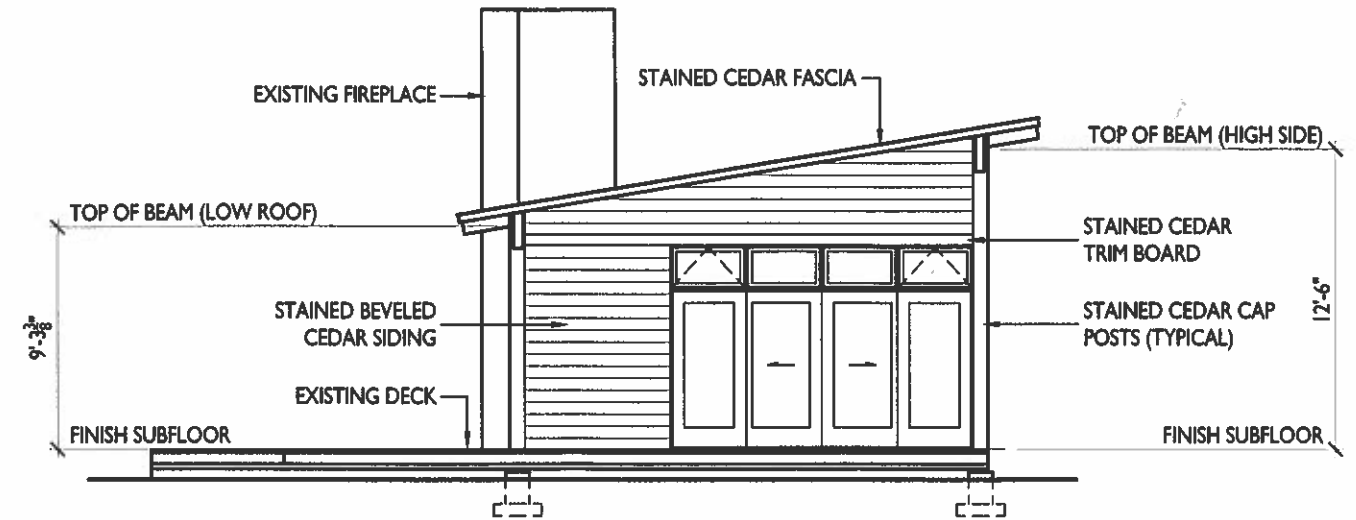 STAINED CEDAR FASCIA
EXISTING FIREPLACE
TOP OF BEAM (HIGH SIDE)
TOP OF BEAM (LOW ROOF)
STAINED CEDAR
TRIM BOARD
STAINED BEVELED
CEDAR SIDING
STAINED CEDAR CAP
POSTS (TYPICAL)
9'-3⅜"
12'-6"
EXISTING DECK
FINISH SUBFLOOR
FINISH SUBFLOOR